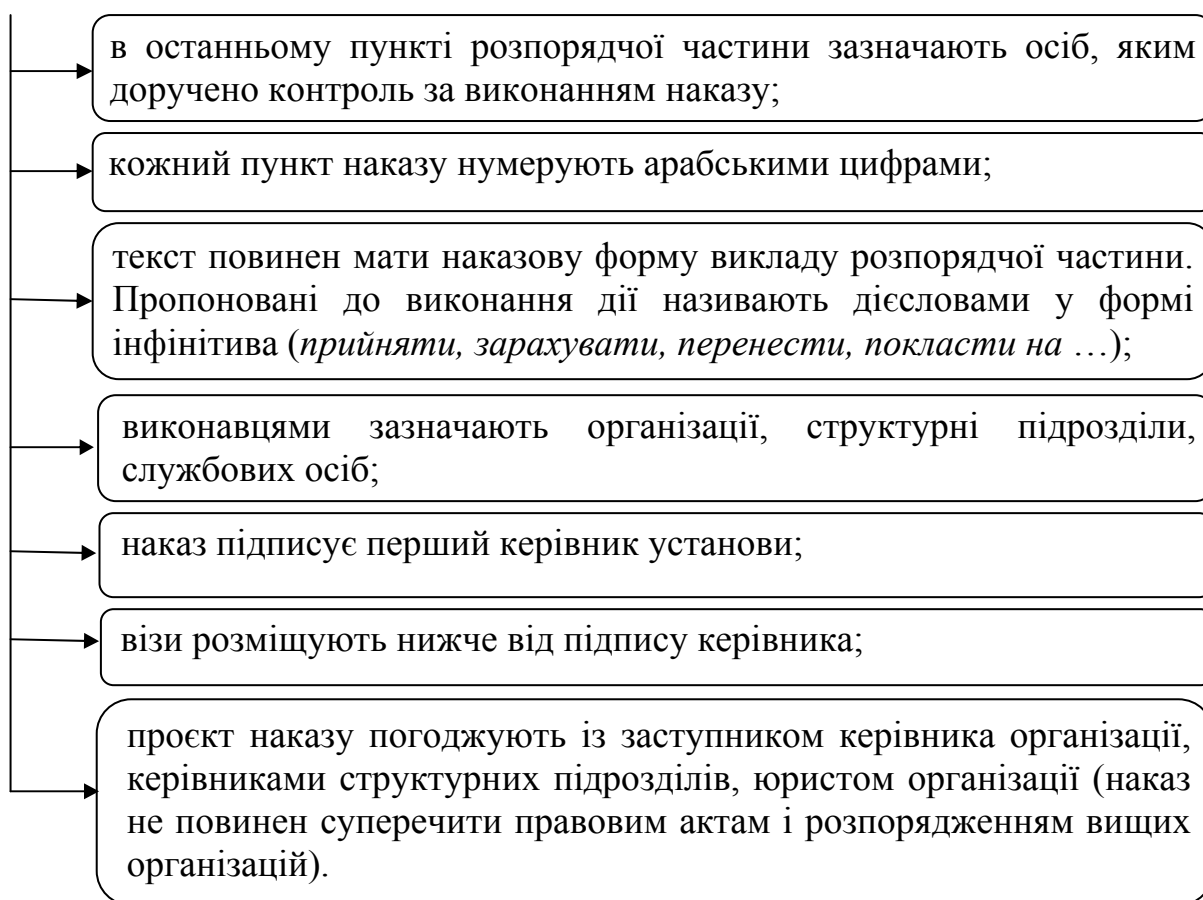 в останньому пункті розпорядчої частини зазначають осіб, яким
доручено контроль за виконанням наказу;
кожний пункт наказу нумерують арабськими цифрами;
текст повинен мати наказову форму викладу розпорядчої частини.
Пропоновані до виконання дії називають дієсловами у формі
інфінітива (прийняти, зарахувати, перенести, покласти на …);
виконавцями зазначають організації, структурні підрозділи,
службових осіб;
наказ підписує перший керівник установи;
візи розміщують нижче від підпису керівника;
проєкт наказу погоджують із заступником керівника організації,
керівниками структурних підрозділів, юристом організації (наказ
не повинен суперечити правовим актам і розпорядженням вищих
організацій).